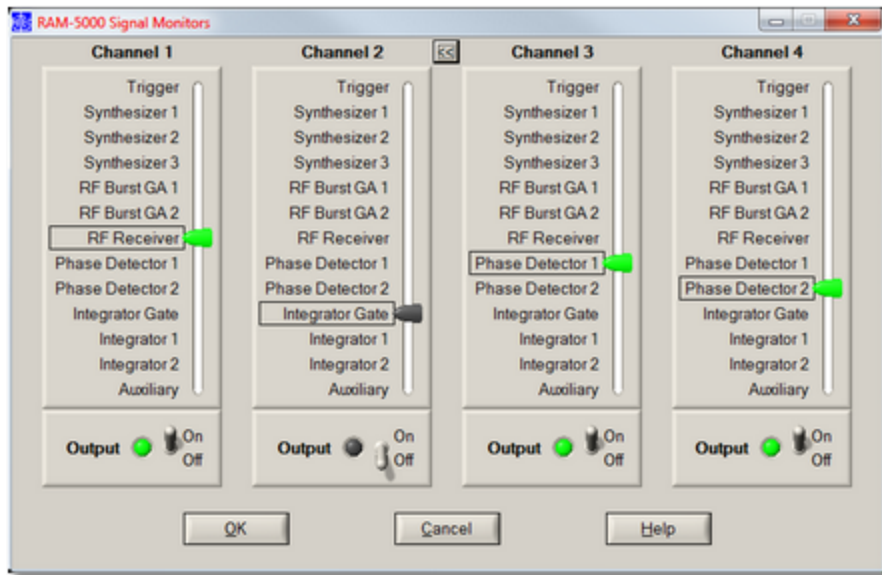 RAM-5000 Signal Monitors
Channel 1
Trigger
Synthesizer 1
Synthesizer 2
Synthesizer 3
RF Burst GA 1
RF Burst GA 2
RF Receiver
Phase Detector 1
Phase Detector 2
Integrator Gate
Integrator 1
Integrator 2
Auxiliary
Output
On
Off
Channel 2
<<
Trigger
Synthesizer 1
Synthesizer 2
Synthesizer 3
RF Burst GA 1
RF Burst GA 2
RF Receiver
Phase Detector 1
Phase Detector 2
Integrator Gate
Integrator 1
Integrator 2
Auxiliary
Output
On
Off
Channel 3
Trigger
Synthesizer 1
Synthesizer 2
Synthesizer 3
RF Burst GA 1
RF Burst GA 2
RF Receiver
Phase Detector 1
Phase Detector 2
Integrator Gate
Integrator 1
Integrator 2
Auxiliary
Output
On
Off
Channel 4
Trigger
Synthesizer 1
Synthesizer 2
Synthesizer 3
RF Burst GA 1
RF Burst GA 2
RF Receiver
Phase Detector 1
Phase Detector 2
Integrator Gate
Integrator 1
Integrator 2
Auxiliary
Output
On
Off
OK
Cancel
Help